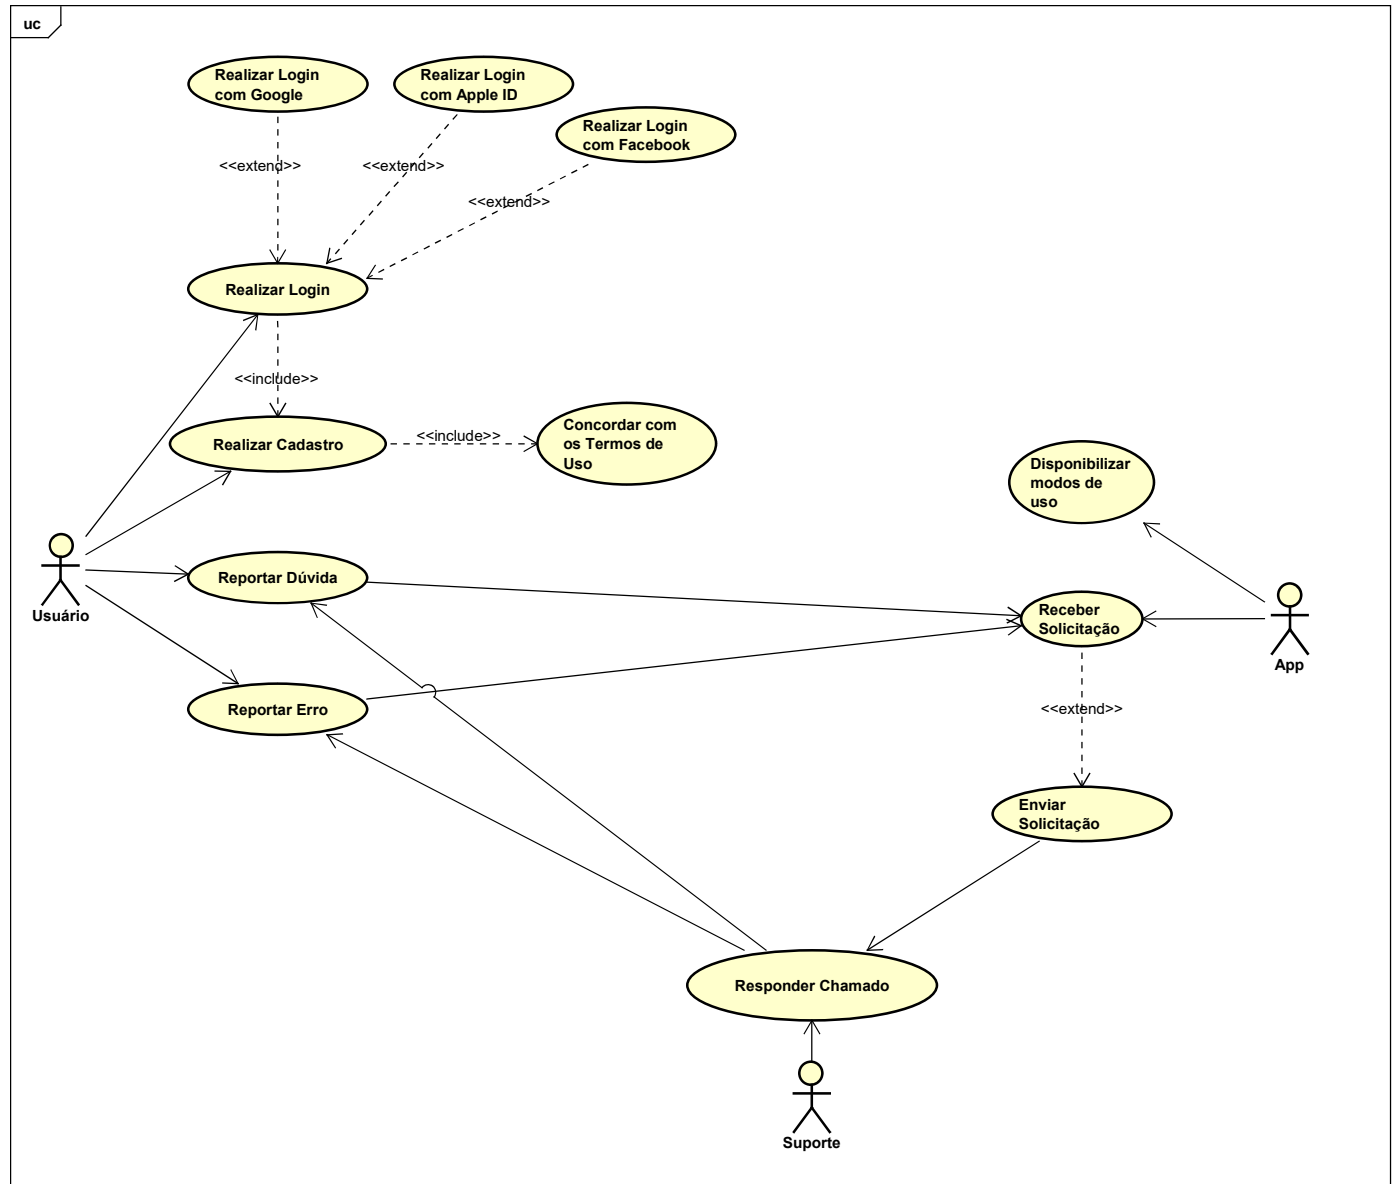 uc
Realizar Login
com Google
Realizar Login
com Apple ID
Realizar Login
com Facebook
<<extend>>
<<extend>>
<<extend>>
Realizar Login
<<include>>
Realizar Cadastro
<<include>>
Concordar com
os Termos de
Uso
Disponibilizar
modos de
uso
Usuário
Reportar Dúvida
Receber
Solicitação
App
Reportar Erro
<<extend>>
Enviar
Solicitação
Responder Chamado
Suporte